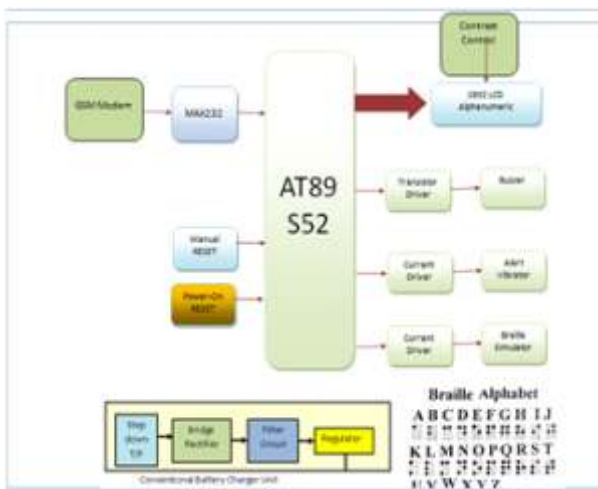 Contrast
Control
GSM Modem
MAX232
LCD
Alphanumeric
AT89
S52
Transistor
Driver
Buzzer
Manual
RESET
Current
Driver
Alert
Vibrator
Power-On
RESET
Current
Driver
Braille
Simulator
Braille Alphabet
A B C D E F G H I J
K L M N O P Q R S T
U V W X Y Z
Step
down
Bridge
Rectifier
Filter
Circuit
Regulator
Conventional Battery Charger Unit